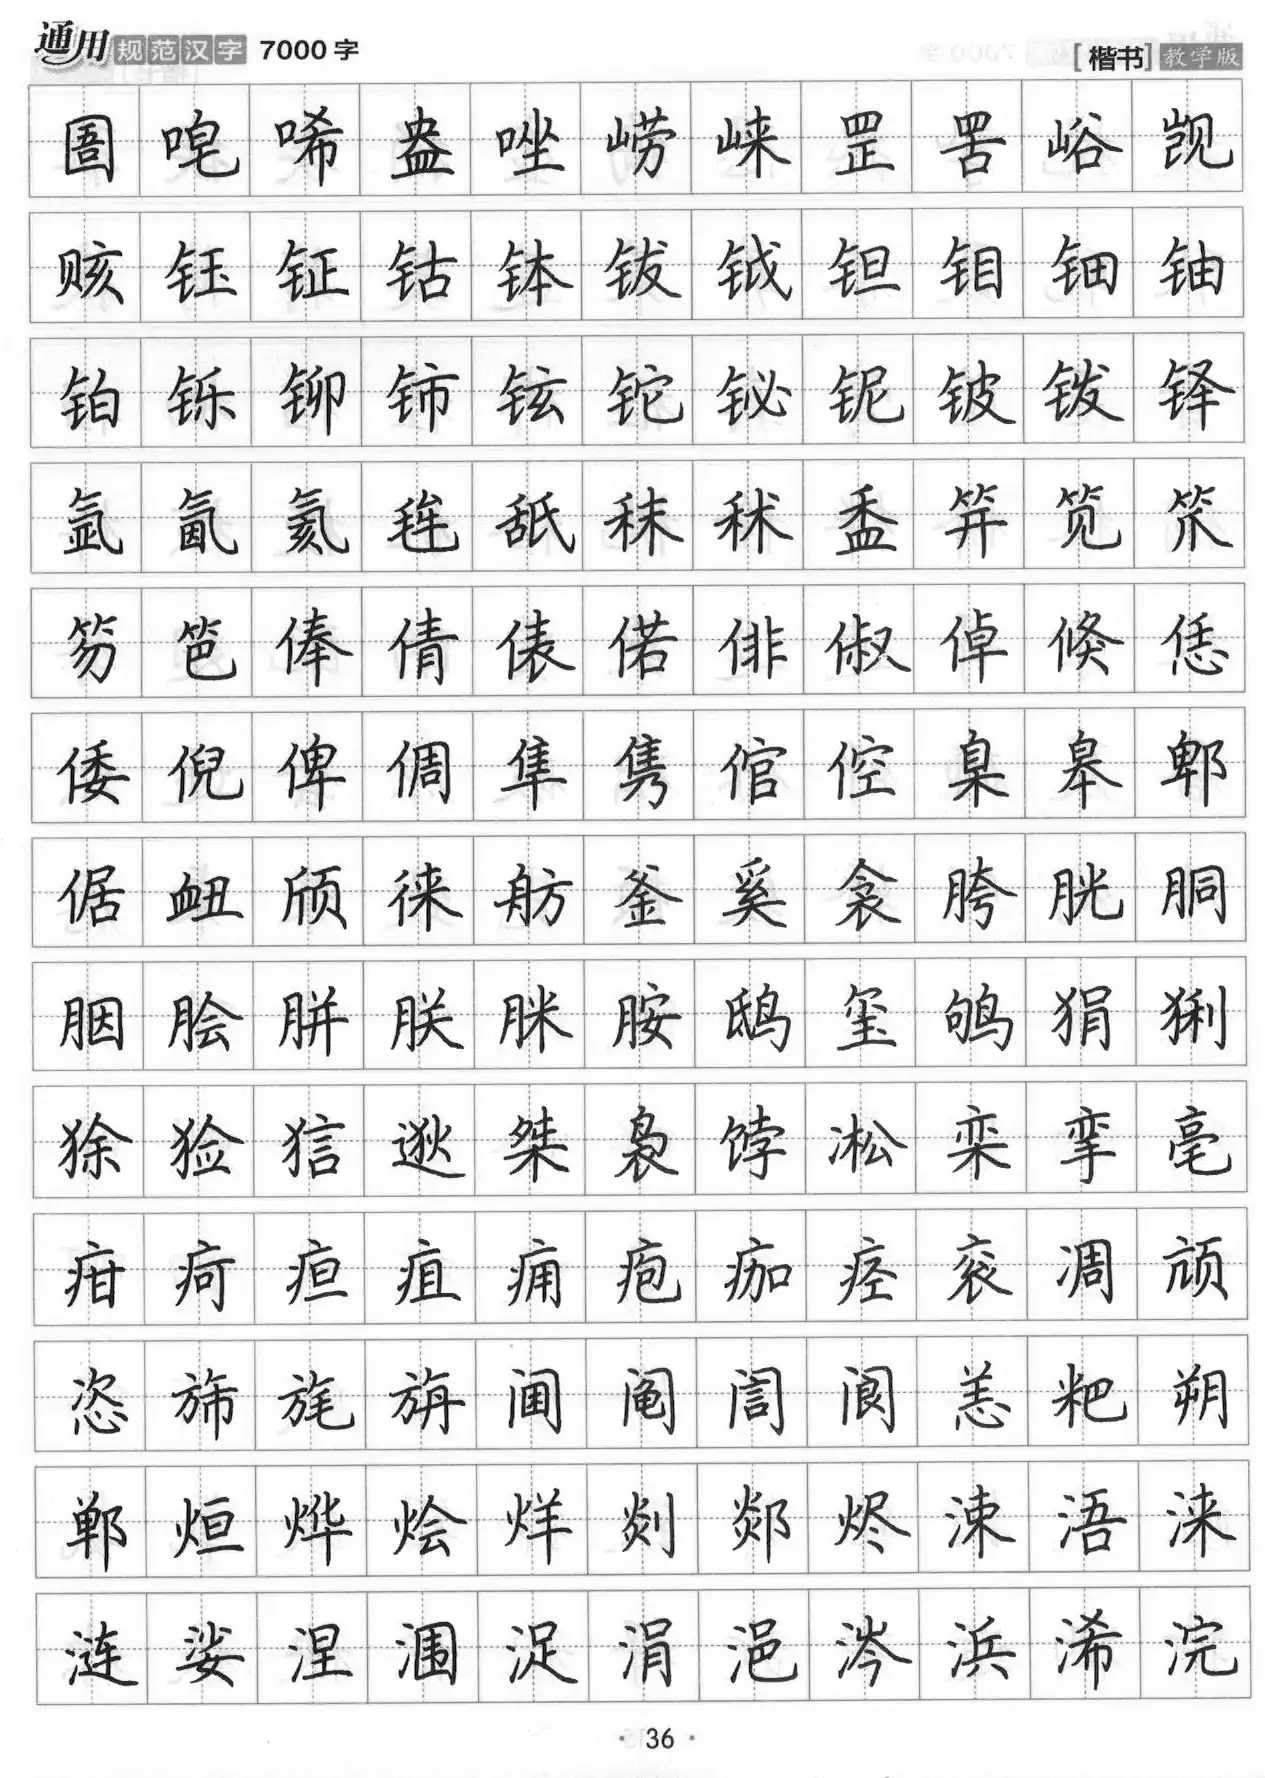 通用规范汉字 7000 字
[楷书] 教学版
圄唣唏盎唑崂崃罡罟峪觊
赅钰钲钴钵钹钺钽钼钿铀
铂铄铆铈铉铊铋铌铍铍铎
氩氤氦毪舐秣秫盉笄笕笊
笏笆俸倩俵偌俳俶倬倏恁
倭倪俾倜隼隽倌倥臬皋郫
倨衄颀徕舫釜奚衾胯胱胴
胭脍胼朕脒胺鸱玺鸲狷猁
狳猃狺逖桀袅饽凇栾挛亳
疳疴疸疽痈疱痂痉衮凋颃
恣旆旄旃阃阄訚阆恙粑朔
郸烜烨烩烊剡郯烬涑浯涞
涟娑涅涠浞涓浥涔浜浠浣
· 36 ·